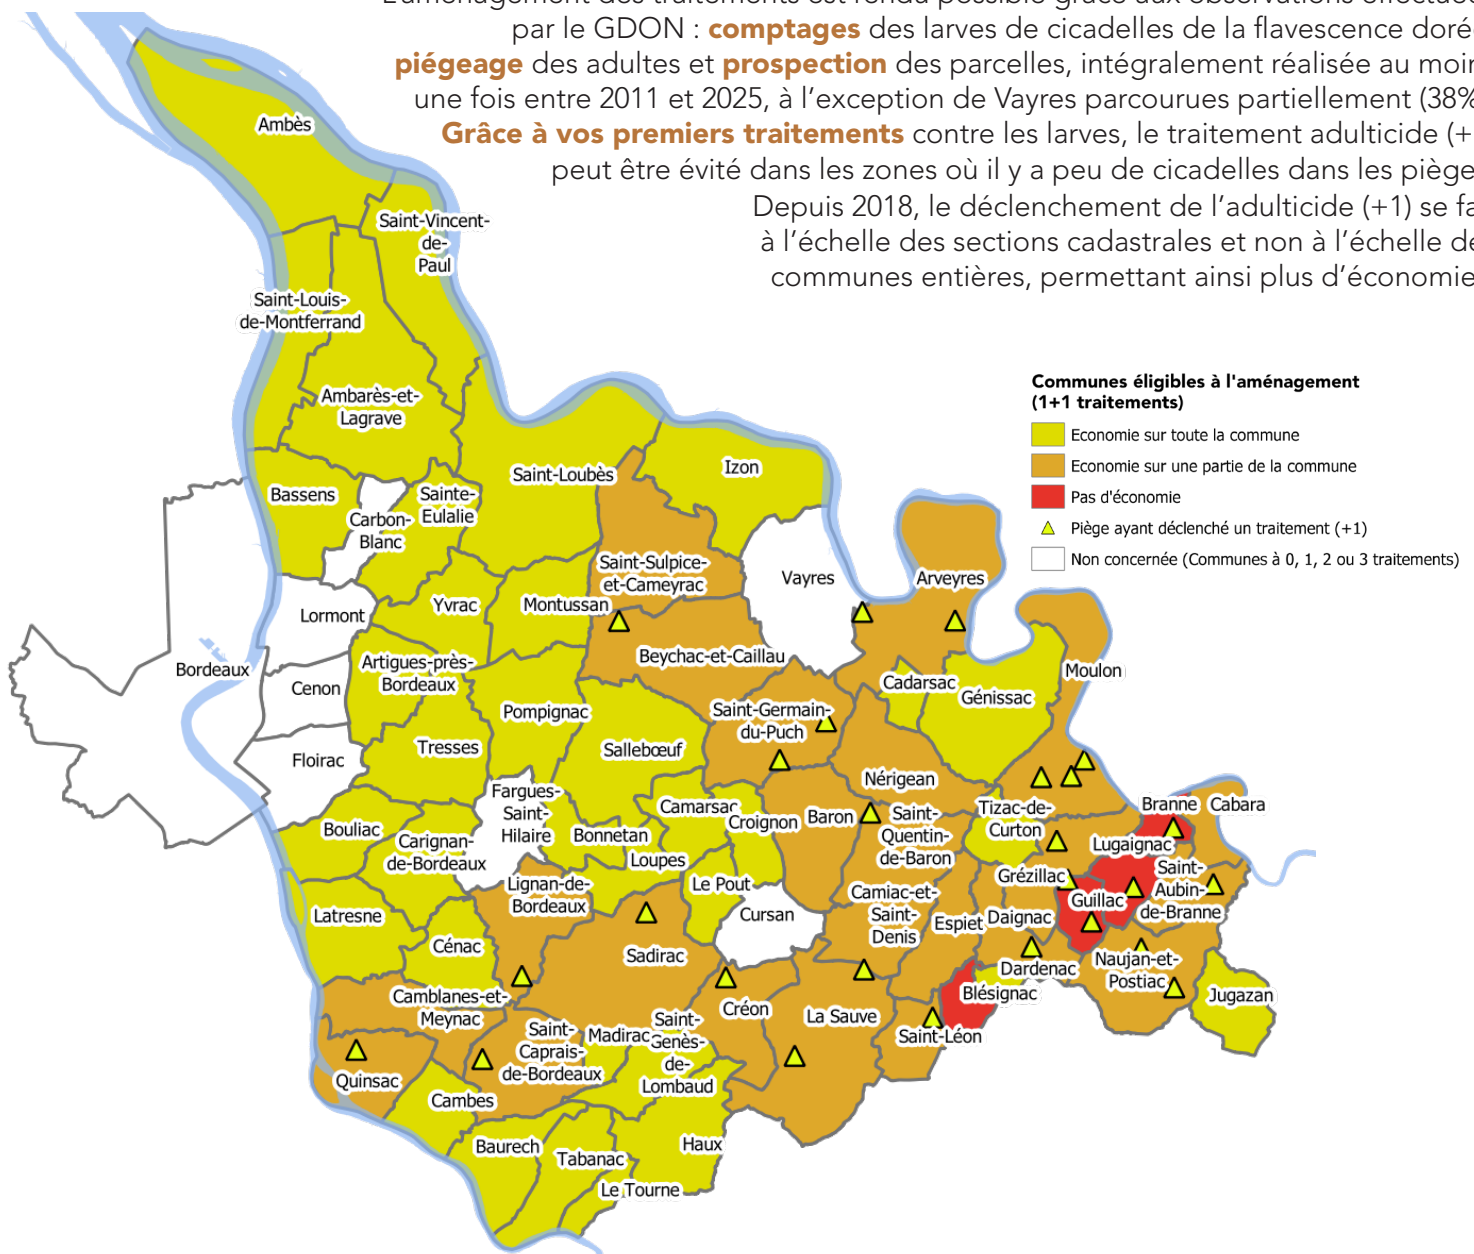 L'aménagement des traitements est rendu possible grâce aux observations effectuée
par le GDON : comptages des larves de cicadelles de la flavescence doré
piégeage des adultes et prospection des parcelles, intégralement réalisée au moin
une fois entre 2011 et 2025, à l'exception de Vayres parcourues partiellement (38%
Grâce à vos premiers traitements contre les larves, le traitement adulticide (+
peut être évité dans les zones où il y a peu de cicadelles dans les piège
Depuis 2018, le déclenchement de l'adulticide (+1) se fa
à l'échelle des sections cadastrales et non à l'échelle de
communes entières, permettant ainsi plus d'économie
Communes éligibles à l'aménagement
(1+1 traitements)
Economie sur toute la commune
Economie sur une partie de la commune
Pas d'économie
Piège ayant déclenché un traitement (+1)
Non concernée (Communes à 0, 1, 2 ou 3 traitements)
Ambès
Saint-Vincent-
de-
Paul
Saint-Louis-
de-Montferrand
Ambarès-et-
Lagrave
Bassens
Carbon-
Blanc
Sainte-
Eulalie
Saint-Loubès
Izon
Saint-Sulpice-
et-Cameyrac
Vayres
Arveyres
Lormont
Yvrac
Montussan
Beychac-et-Caillau
Bordeaux
Cenon
Artigues-près-
Bordeaux
Pompignac
Cadarsac
Génissac
Moulon
Saint-Germain-
du-Puch
Floirac
Tresses
Sallebœuf
Nérigean
Fargues-
Saint-
Hilaire
Camarsac
Croignon
Baron
Saint-
Quentin-
de-Baron
Tizac-de-
Curton
Branne
Cabara
Bouliac
Carignan-
de-Bordeaux
Bonnetan
Loupes
Lugaignac
Lignan-de-
Bordeaux
Le Pout
Cursan
Camiac-et-
Saint-
Denis
Espiet
Daignac
Grézillac
Guillac
Saint-
Aubin-
de-Branne
Latresne
Cénac
Sadirac
Dardenac
Naujan-et-
Postiac
Jugazan
Camblanes-et-
Meynac
Créon
La Sauve
Blésignac
Saint-Léon
Quinsac
Saint-
Caprais-
de-Bordeaux
Madirac
Saint-
Genès-
de-
Lombaud
Cambes
Baurech
Tabanac
Haux
Le Tourne